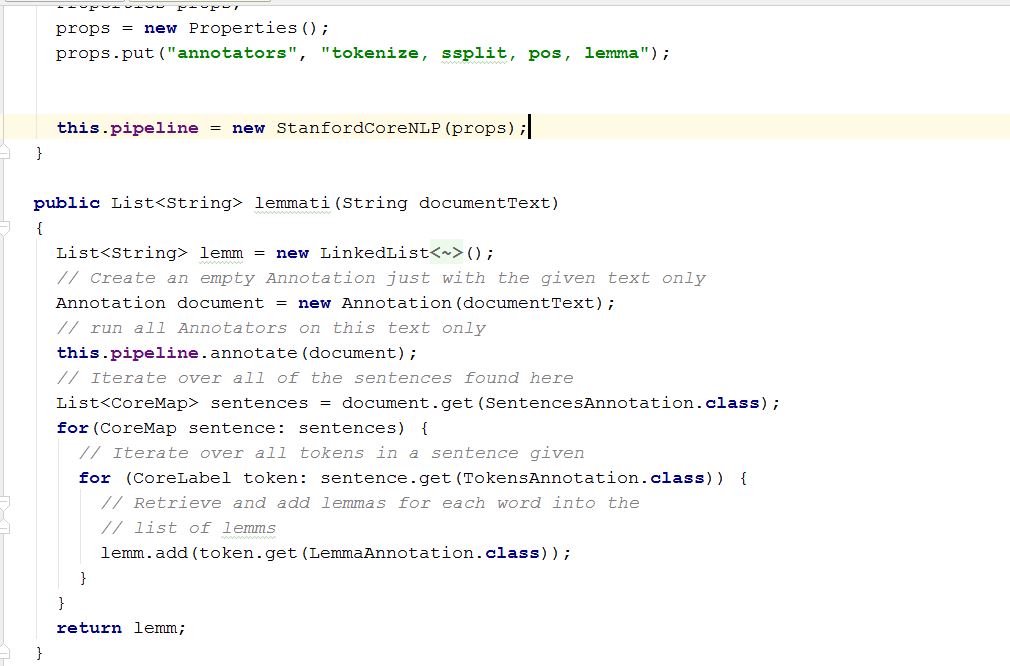 Properties props;
props = new Properties();
props.put("annotators", "tokenize, ssplit, pos, lemma");
this.pipeline = new StanfordCoreNLP(props);
}
public List<String> lemmati(String documentText)
{
List<String> lemm = new LinkedList<~>();
// Create an empty Annotation just with the given text only
Annotation document = new Annotation(documentText);
// run all Annotators on this text only
this.pipeline.annotate(document);
// Iterate over all of the sentences found here
List<CoreMap> sentences = document.get(SentencesAnnotation.class);
for(CoreMap sentence: sentences) {
// Iterate over all tokens in a sentence given
for (CoreLabel token: sentence.get(TokensAnnotation.class)) {
// Retrieve and add lemmas for each word into the
// list of lemms
lemm.add(token.get(LemmaAnnotation.class));
}
}
return lemm;
}